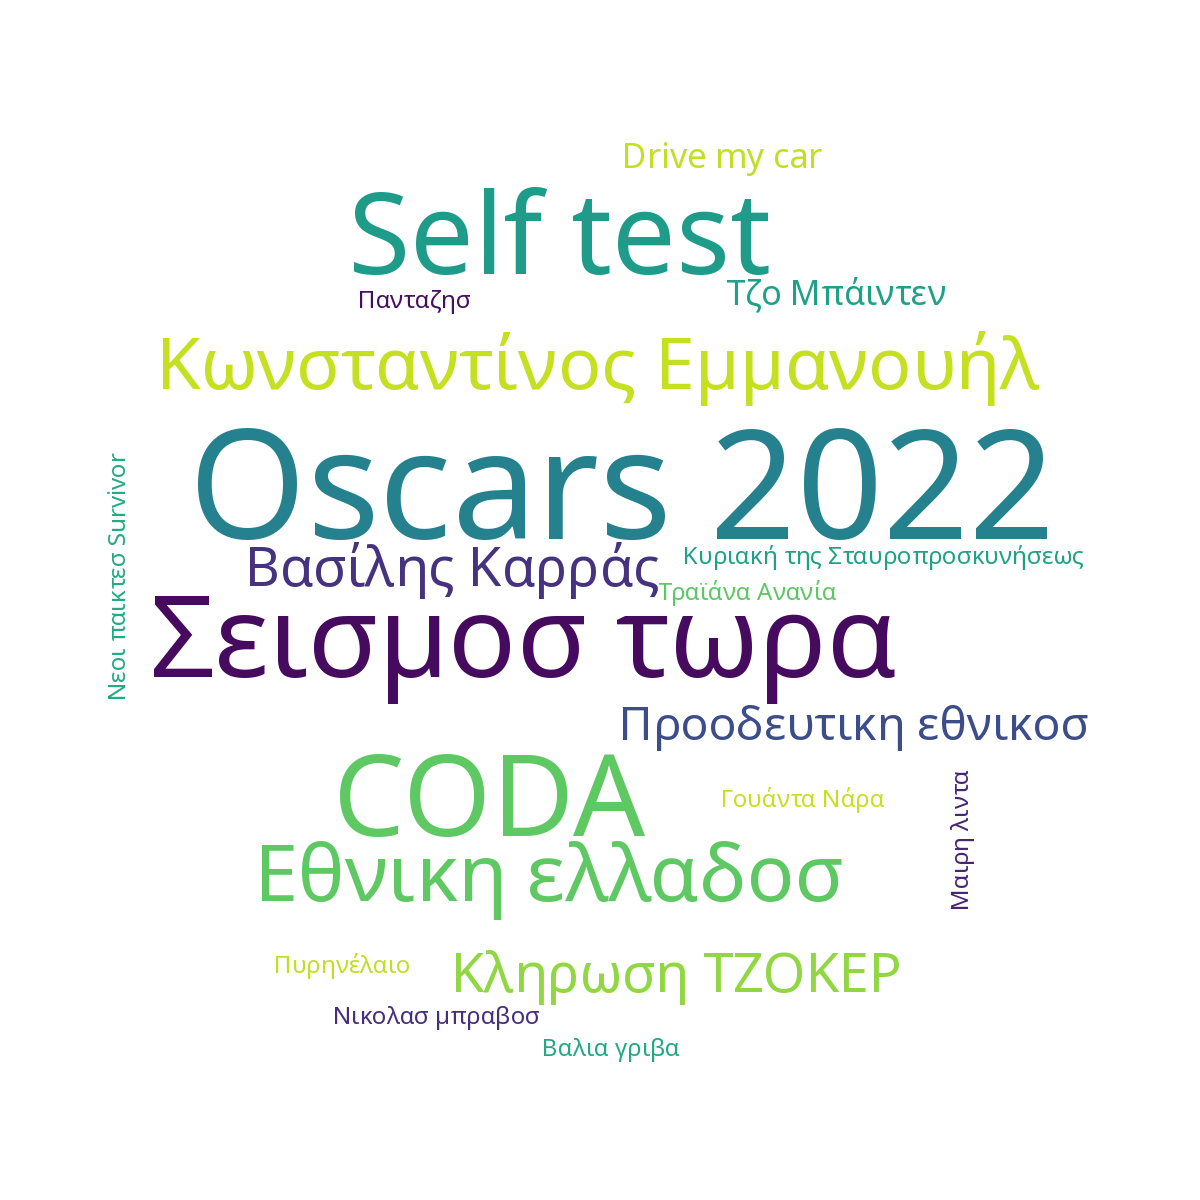 Drive my car
Self test
Πανταζησ
Τζο Μπάιντεν
Κωνσταντίνος Εμμανουήλ
Oscars 2022
Βασίλης Καρράς
Κυριακή της Σταυροπροσκυνήσεως
Τραϊάνα Ανανία
Νεοι παικτεσ Survivor
Σεισμοσ τωρα
Προοδευτικη εθνικοσ
CODA
Γουάντα Νάρα
Μαιρη λιντα
Εθνικη ελλαδοσ
Πυρηνέλαιο
Κληρωση ΤΖΟΚΕΡ
Νικολασ μπραβοσ
Βαλια γριβα